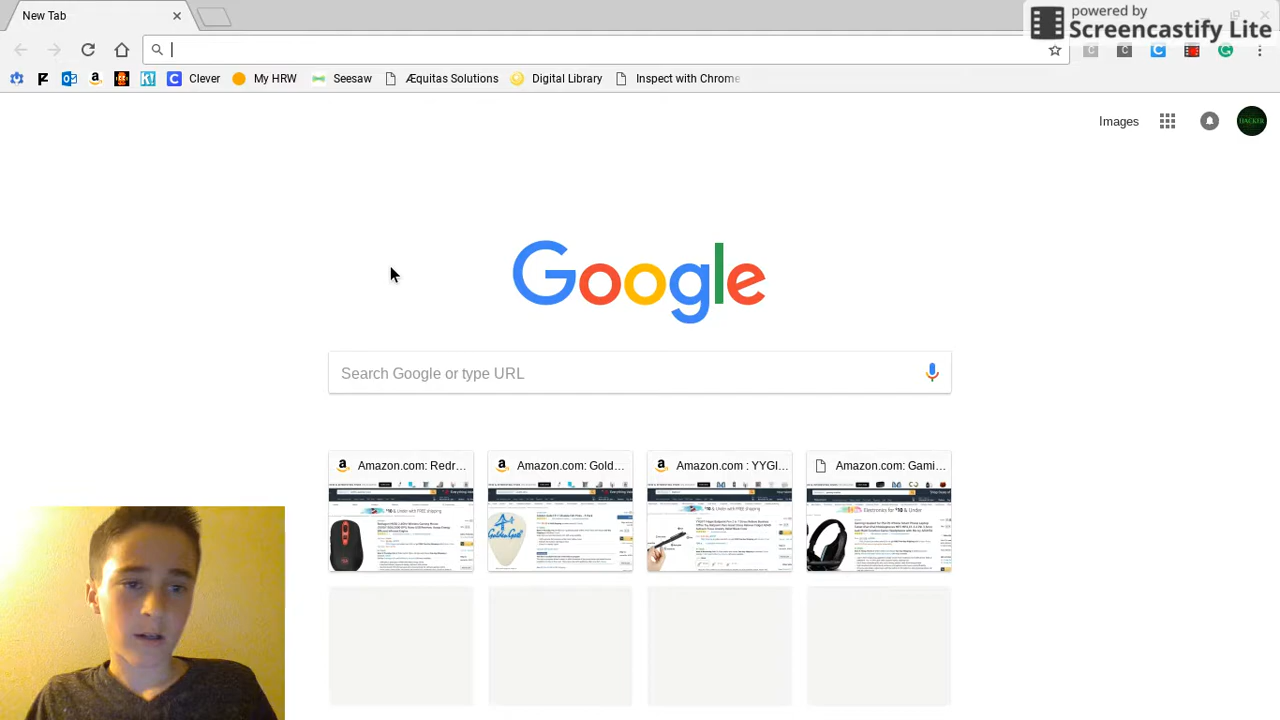 New Tab
powered by
Screencastify Lite
Clever
My HRW
Seesaw
Æquitas Solutions
Digital Library
Inspect with Chrome
Images
HACKER
Google
Search Google or type URL
Amazon.com: Redr...
Amazon.com: Gold...
Amazon.com : YYGI...
Amazon.com: Gami...